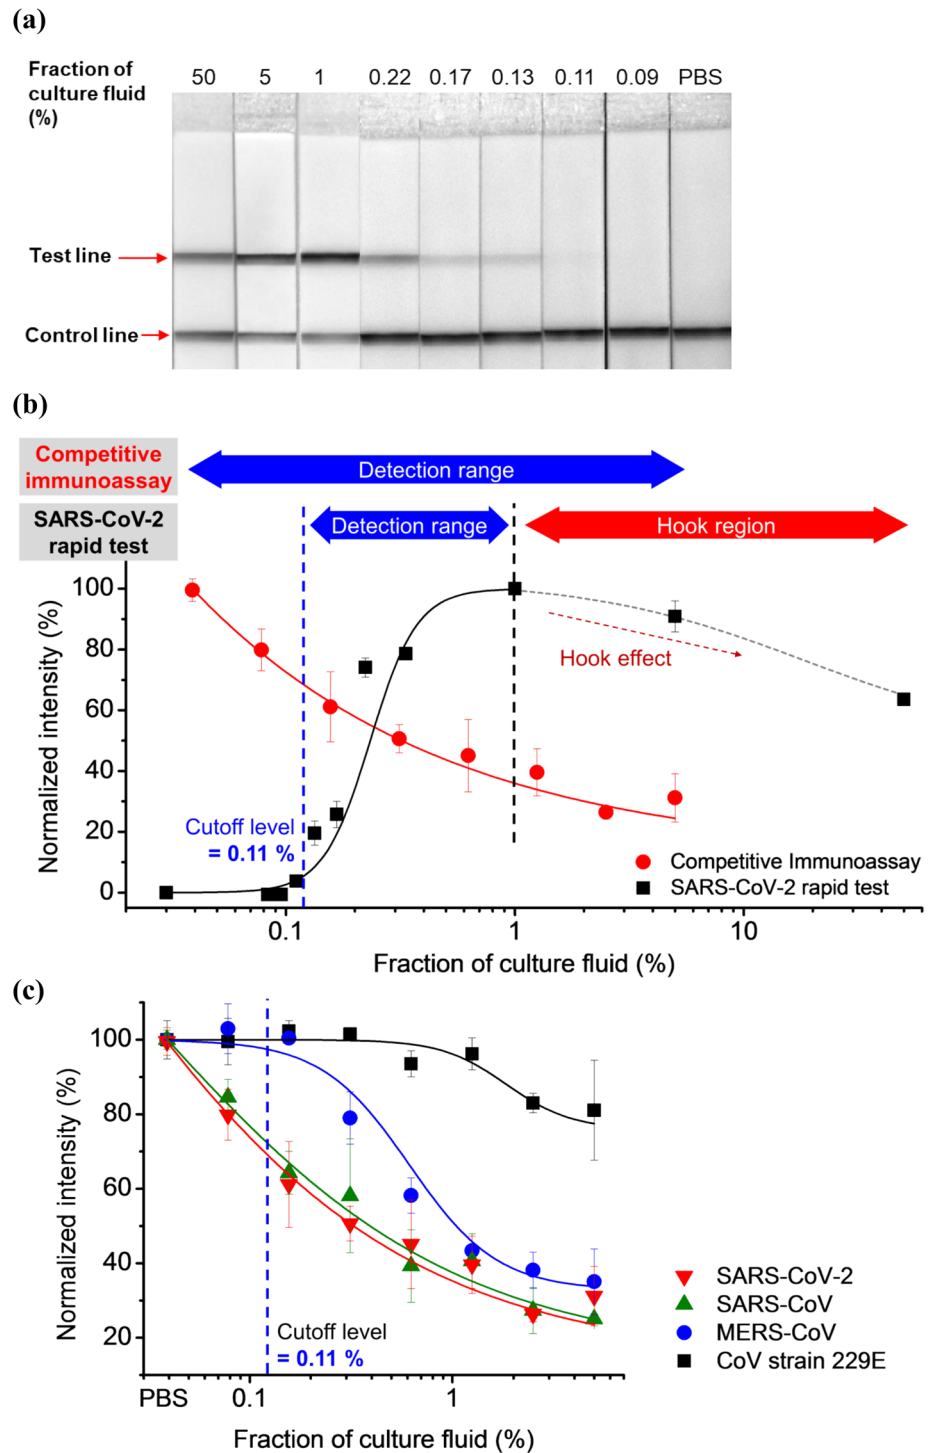 (a)
Fraction of
culture fluid
(%)
50 5 1 0.22 0.17 0.13 0.11 0.09 PBS
Test line
Control line
(b)
Competitive
immunoassay
Detection range
SARS-CoV-2
rapid test
Detection range
Hook region
100
80
60
40
20
0
Normalized intensity (%)
Hook effect
Cutoff level
= 0.11 %
Competitive Immunoassay
SARS-CoV-2 rapid test
0.1 1 10
Fraction of culture fluid (%)
(c)
100
80
60
40
20
Normalized intensity (%)
Cutoff level
= 0.11 %
SARS-CoV-2
SARS-CoV
MERS-CoV
CoV strain 229E
PBS 0.1 1
Fraction of culture fluid (%)